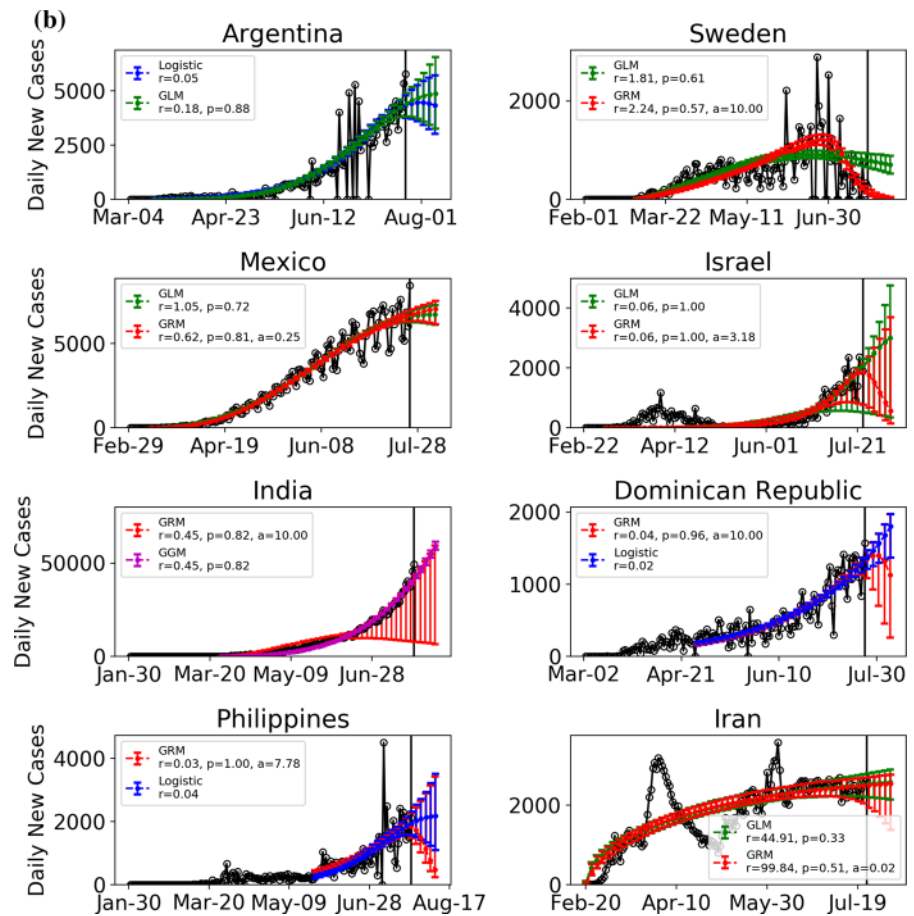 (b)
Argentina
Daily New Cases
5000
2500
0
Logistic
r=0.05
GLM
r=0.18, p=0.88
Mar-04 Apr-23 Jun-12 Aug-01
Sweden
2000
0
GLM
r=1.81, p=0.61
GRM
r=2.24, p=0.57, a=10.00
Feb-01 Mar-22 May-11 Jun-30
Mexico
Daily New Cases
5000
0
GLM
r=1.05, p=0.72
GRM
r=0.62, p=0.81, a=0.25
Feb-29 Apr-19 Jun-08 Jul-28
Israel
4000
2000
0
GLM
r=0.06, p=1.00
GRM
r=0.06, p=1.00, a=3.18
Feb-22 Apr-12 Jun-01 Jul-21
India
Daily New Cases
50000
0
GRM
r=0.45, p=0.82, a=10.00
GGM
r=0.45, p=0.82
Jan-30 Mar-20 May-09 Jun-28
Dominican Republic
2000
1000
0
GRM
r=0.04, p=0.96, a=10.00
Logistic
r=0.02
Mar-02 Apr-21 Jun-10 Jul-30
Philippines
Daily New Cases
4000
2000
0
GRM
r=0.03, p=1.00, a=7.78
Logistic
r=0.04
Jan-30 Mar-20 May-09 Jun-28 Aug-17
Iran
2000
0
GLM
r=44.91, p=0.33
GRM
r=99.84, p=0.51, a=0.02
Feb-20 Apr-10 May-30 Jul-19